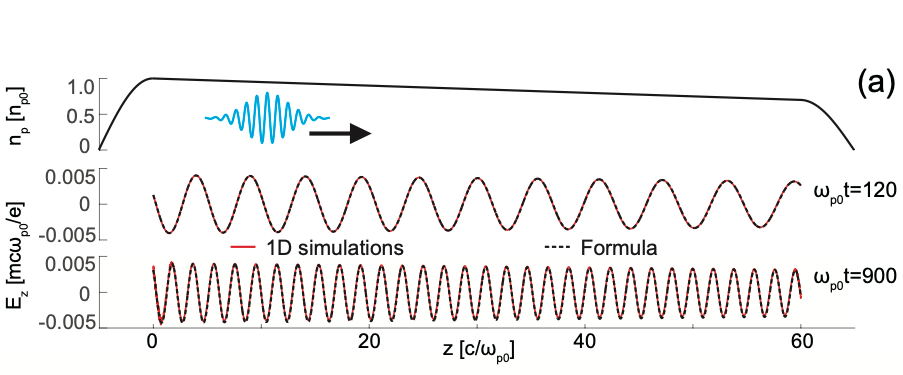 (a)
n_p [n_p0]
1.0
0.5
0
E_z [mcω_p0/e]
0.005
0
-0.005
ω_p0t=120
1D simulations
Formula
0.005
0
-0.005
ω_p0t=900
0 20 40 60
z [c/ω_p0]